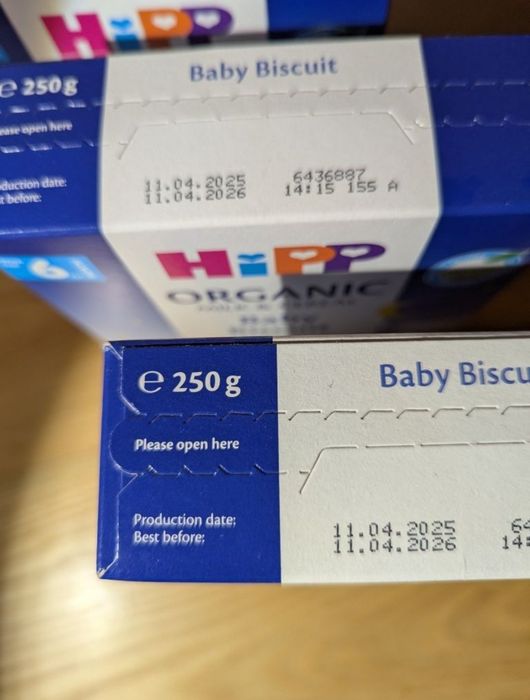 HiPP
e 250g
Baby Biscuit
ease open here
duction date:
t before:
11.04.2025
11.04.2026
6436887
14:15 155 A
6
HiPP
ORGANIC
e 250g
Baby Biscu
Please open here
Production date:
Best before:
11.04.2025
11.04.2026
64
14: